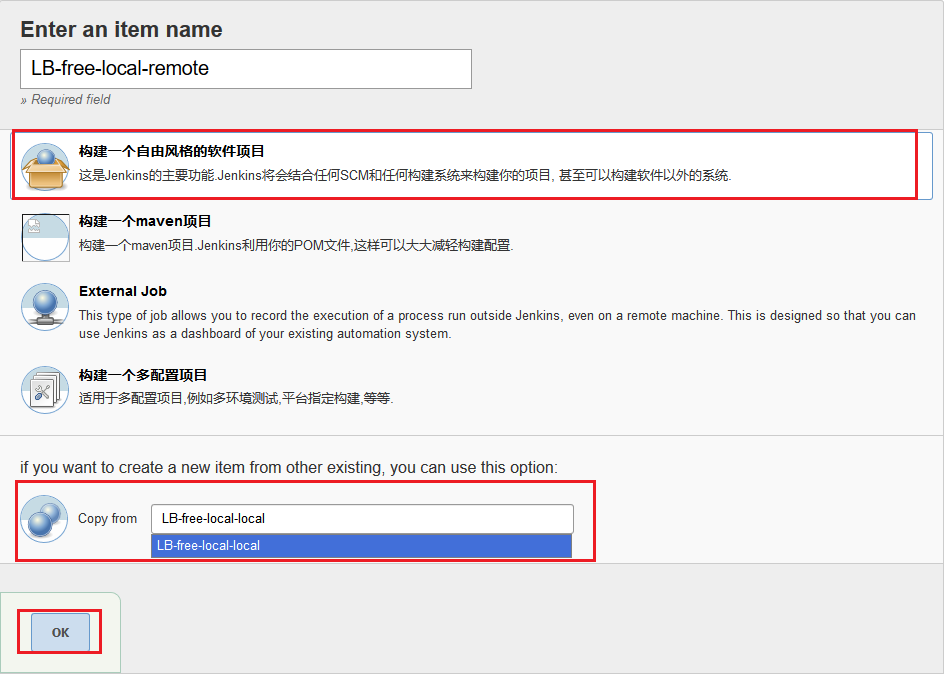 Enter an item name
LB-free-local-remote
» Required field
构建一个自由风格的软件项目
这是Jenkins的主要功能.Jenkins将会结合任何SCM和任何构建系统来构建你的项目, 甚至可以构建软件以外的系统.
构建一个maven项目
构建一个maven项目.Jenkins利用你的POM文件,这样可以大大减轻构建配置.
External Job
This type of job allows you to record the execution of a process run outside Jenkins, even on a remote machine. This is designed so that you can
use Jenkins as a dashboard of your existing automation system.
构建一个多配置项目
适用于多配置项目,例如多环境测试,平台指定构建,等等.
if you want to create a new item from other existing, you can use this option:
Copy from LB-free-local-local
LB-free-local-local
OK